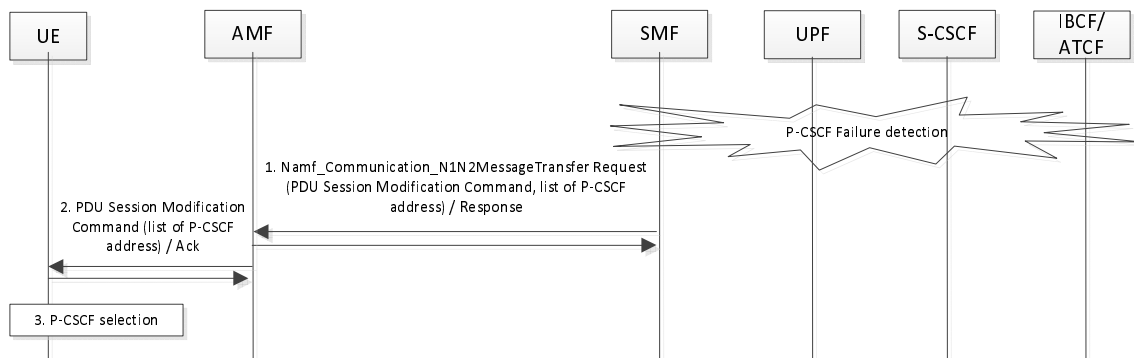 UE
AMF
SMF
UPF
S-CSCF
IBCF/
ATCF
P-CSCF Failure detection
1. Namf_Communication_N1N2MessageTransfer Request
(PDU Session Modification Command, list of P-CSCF
address) / Response
2. PDU Session Modification
Command (list of P-CSCF
address) / Ack
3. P-CSCF selection